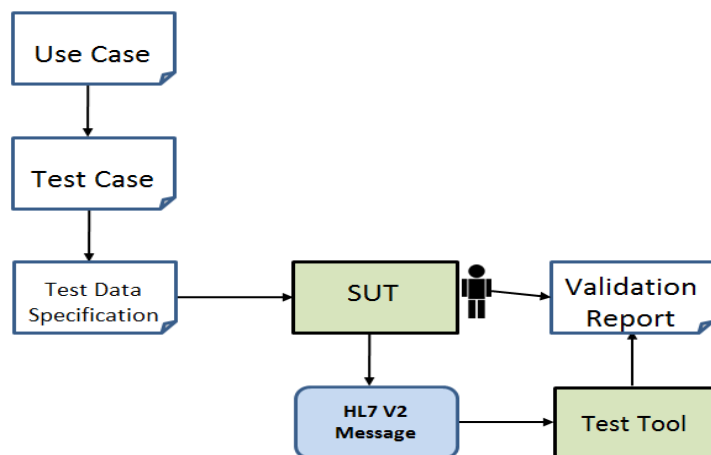 Use Case
Test Case
Test Data
Specification
SUT
Validation
Report
HL7 V2
Message
Test Tool